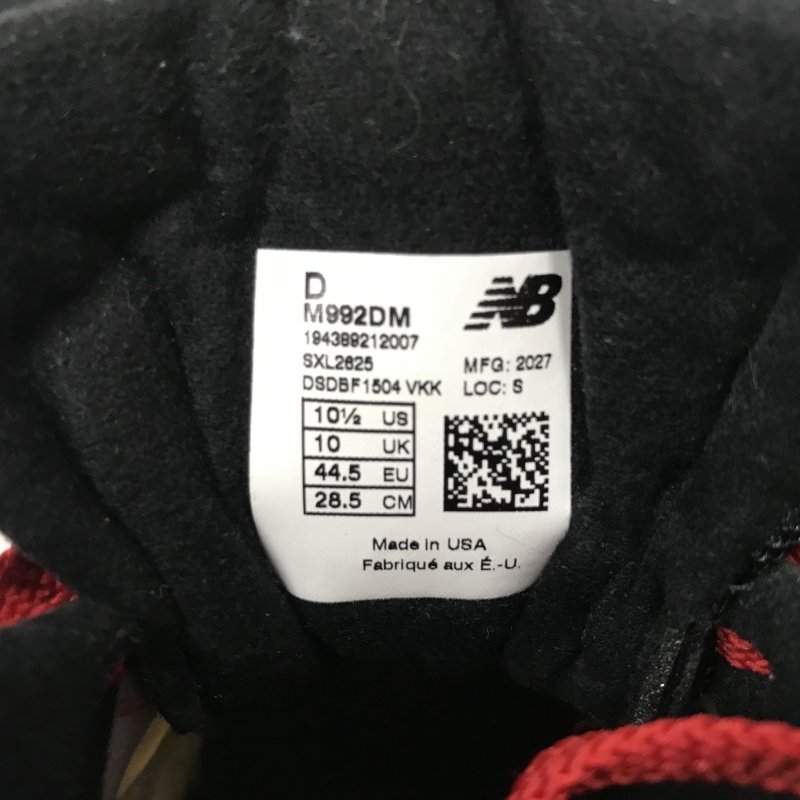 D
M992DM
NB
194389212007
SXL2625
MFG: 2027
DSDBF1504 VKK
LOC: S
10½ US
10 UK
44.5 EU
28.5 CM
Made in USA
Fabriqué aux É.-U.